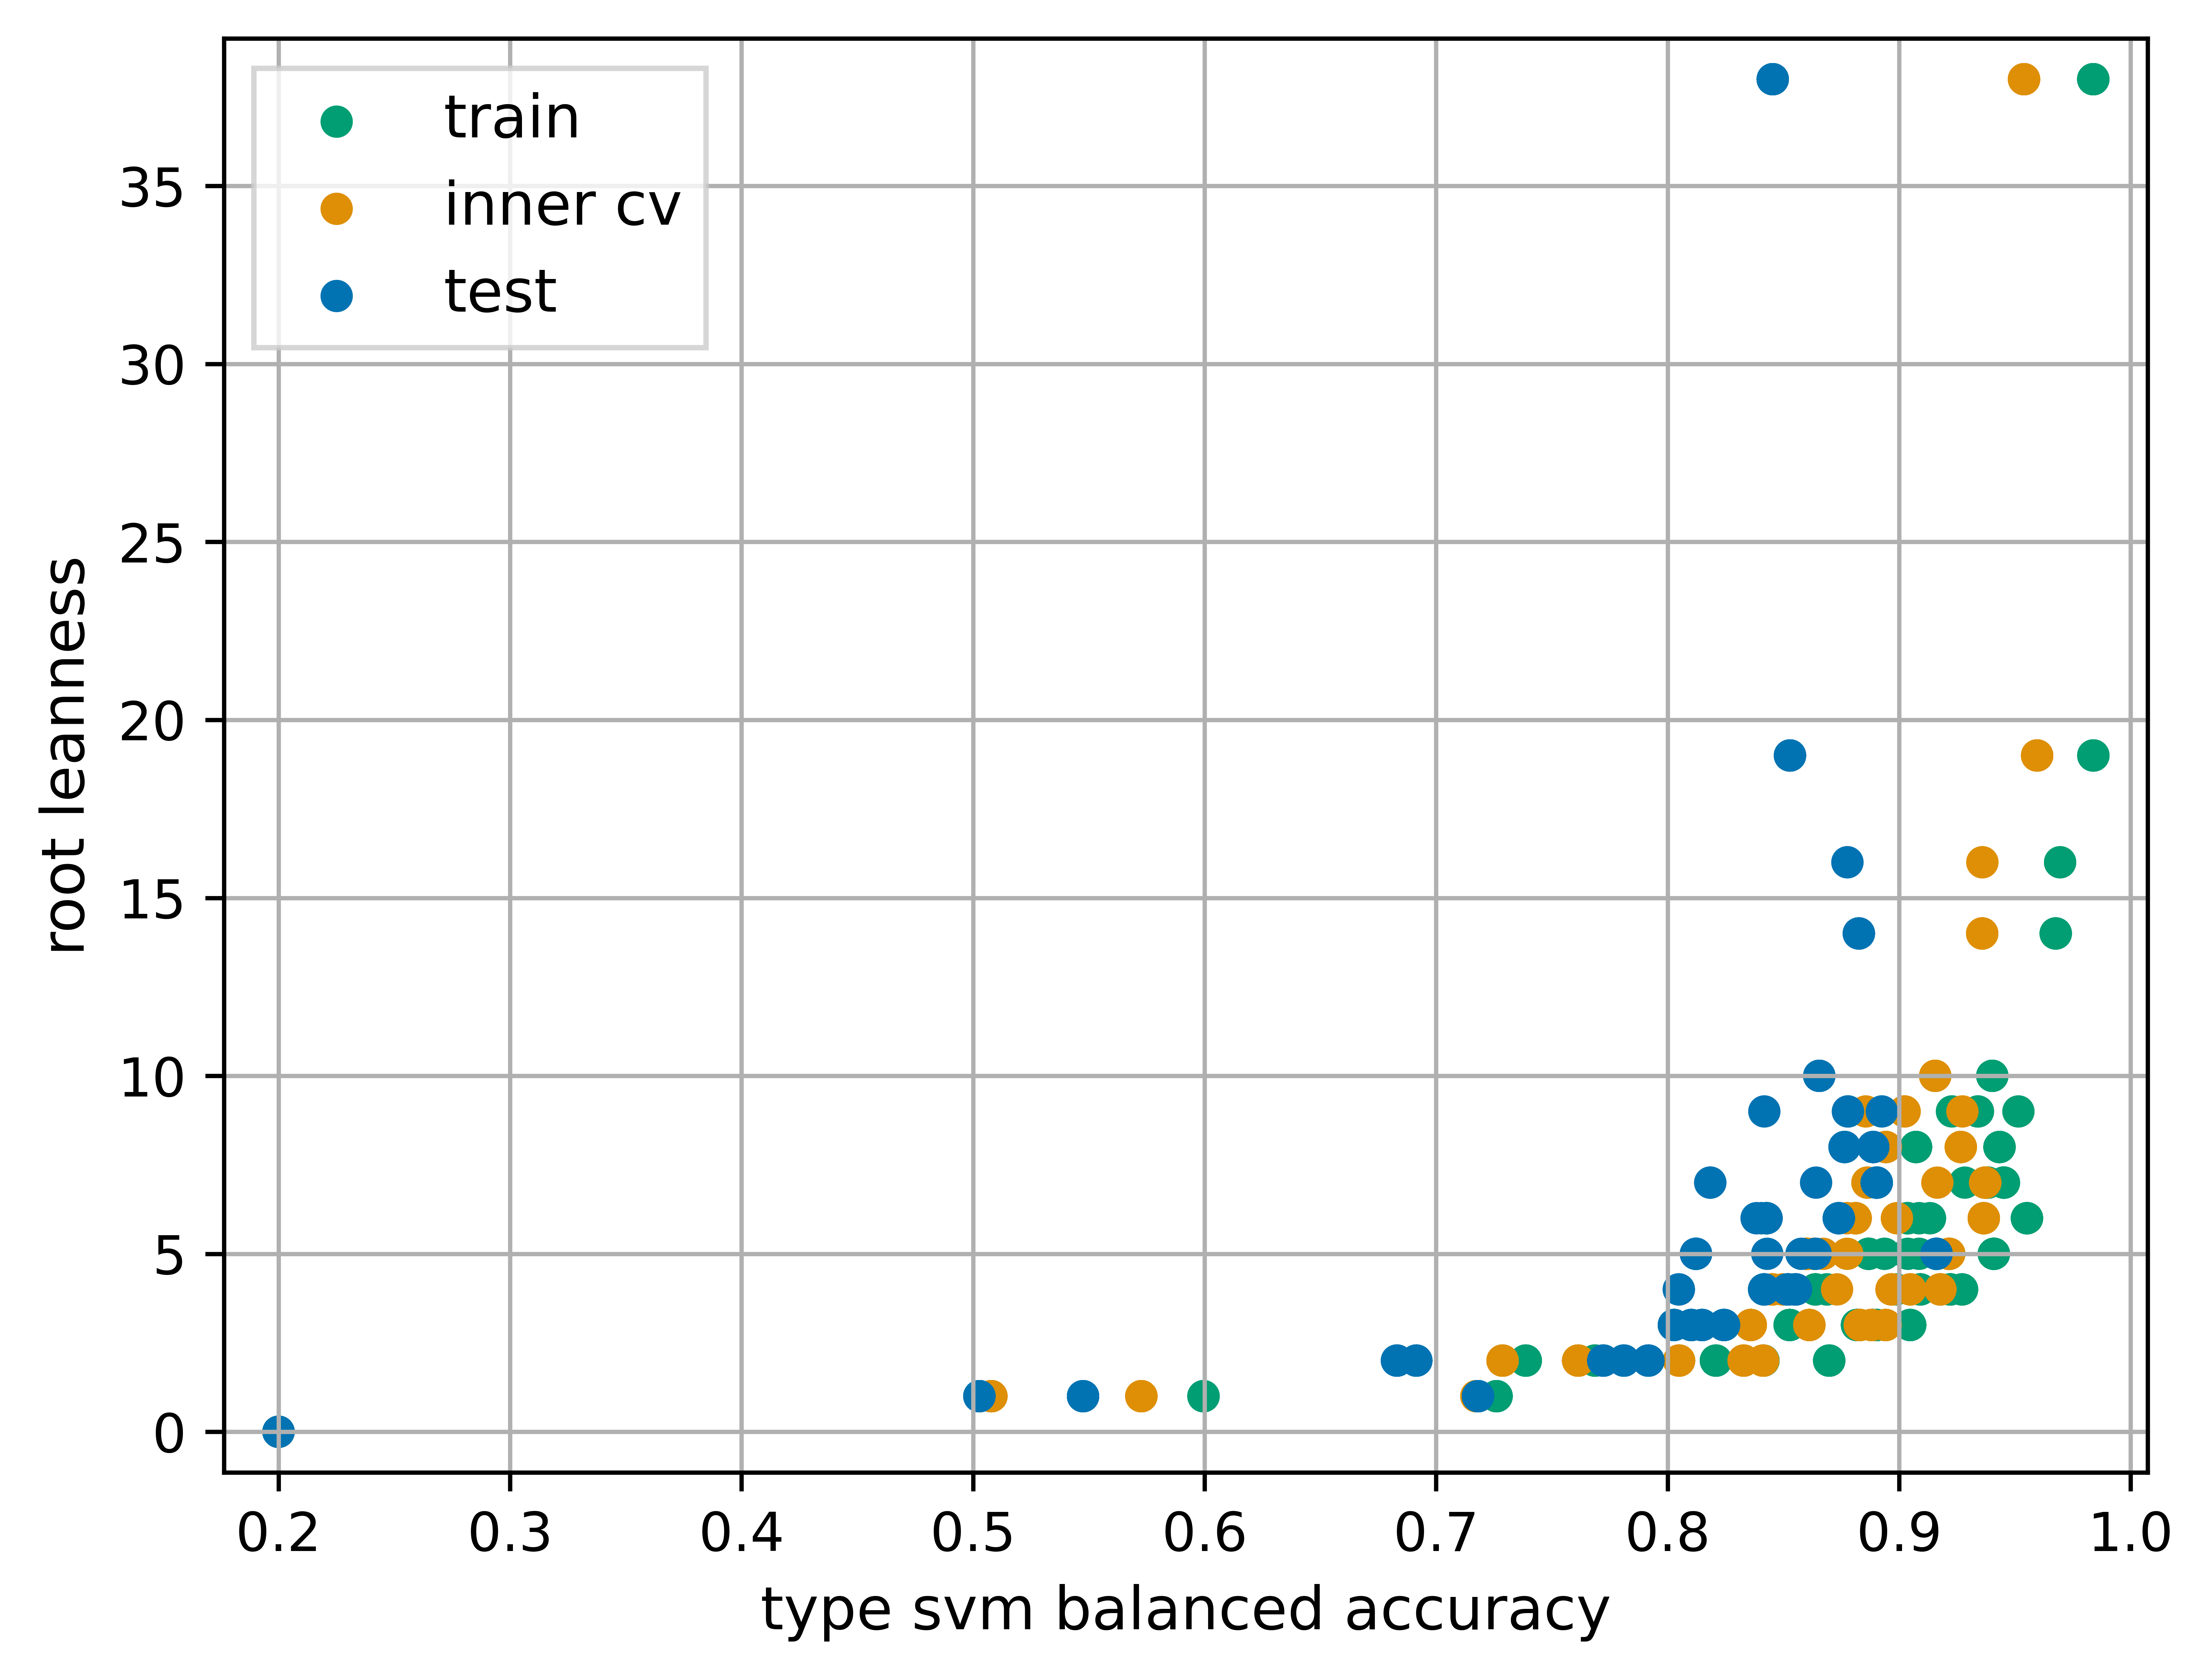 train
inner cv
test
35
30
25
20
15
10
5
0
root leanness
0.2 0.3 0.4 0.5 0.6 0.7 0.8 0.9 1.0
type svm balanced accuracy